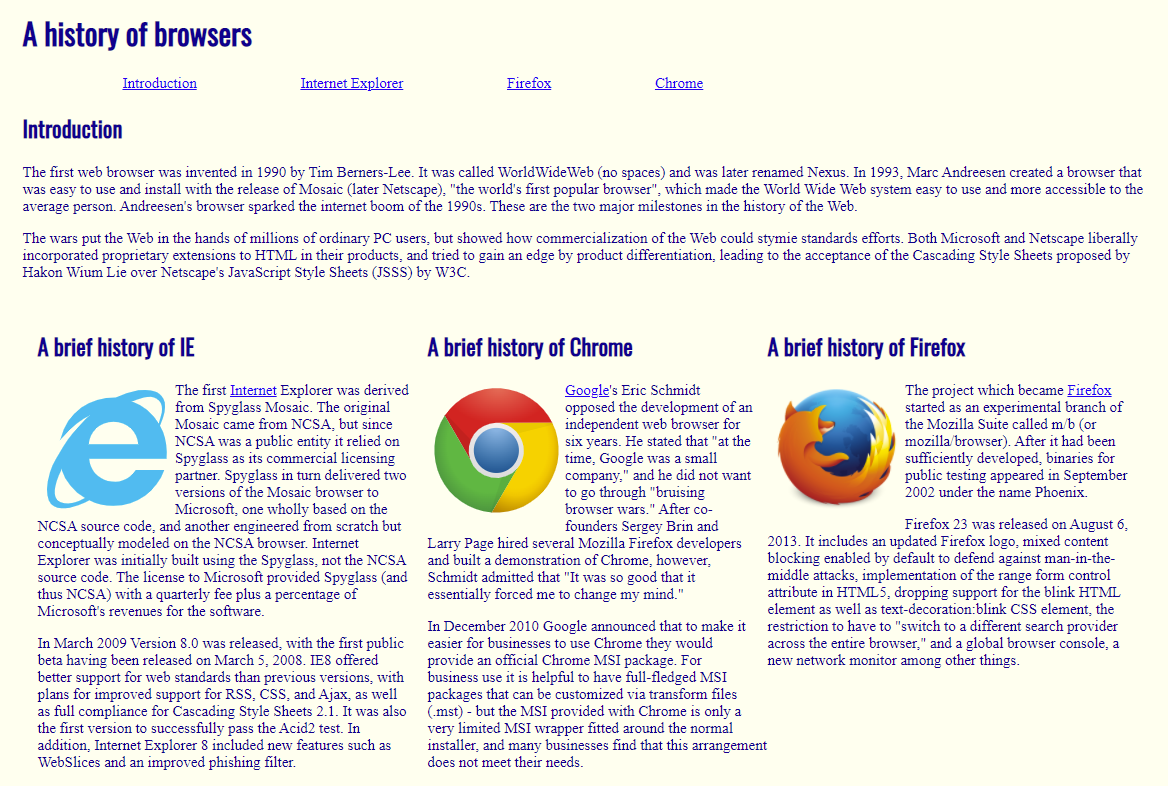 A history of browsers
Introduction Internet Explorer Firefox Chrome
Introduction
The first web browser was invented in 1990 by Tim Berners-Lee. It was called WorldWideWeb (no spaces) and was later renamed Nexus. In 1993, Marc Andreesen created a browser that
was easy to use and install with the release of Mosaic (later Netscape), "the world's first popular browser", which made the World Wide Web system easy to use and more accessible to the
average person. Andreesen's browser sparked the internet boom of the 1990s. These are the two major milestones in the history of the Web.
The wars put the Web in the hands of millions of ordinary PC users, but showed how commercialization of the Web could stymie standards efforts. Both Microsoft and Netscape liberally
incorporated proprietary extensions to HTML in their products, and tried to gain an edge by product differentiation, leading to the acceptance of the Cascading Style Sheets proposed by
Hakon Wium Lie over Netscape's JavaScript Style Sheets (JSSS) by W3C.
A brief history of IE
The first Internet Explorer was derived
from Spyglass Mosaic. The original
Mosaic came from NCSA, but since
NCSA was a public entity it relied on
Spyglass as its commercial licensing
partner. Spyglass in turn delivered two
versions of the Mosaic browser to
Microsoft, one wholly based on the
NCSA source code, and another engineered from scratch but
conceptually modeled on the NCSA browser. Internet
Explorer was initially built using the Spyglass, not the NCSA
source code. The license to Microsoft provided Spyglass (and
thus NCSA) with a quarterly fee plus a percentage of
Microsoft's revenues for the software.
In March 2009 Version 8.0 was released, with the first public
beta having been released on March 5, 2008. IE8 offered
better support for web standards than previous versions, with
plans for improved support for RSS, CSS, and Ajax, as well
as full compliance for Cascading Style Sheets 2.1. It was also
the first version to successfully pass the Acid2 test. In
addition, Internet Explorer 8 included new features such as
WebSlices and an improved phishing filter.
A brief history of Chrome
Google's Eric Schmidt
opposed the development of an
independent web browser for
six years. He stated that "at the
time, Google was a small
company," and he did not want
to go through "bruising
browser wars." After co-
founders Sergey Brin and
Larry Page hired several Mozilla Firefox developers
and built a demonstration of Chrome, however,
Schmidt admitted that "It was so good that it
essentially forced me to change my mind."
In December 2010 Google announced that to make it
easier for businesses to use Chrome they would
provide an official Chrome MSI package. For
business use it is helpful to have full-fledged MSI
packages that can be customized via transform files
(.mst) - but the MSI provided with Chrome is only a
very limited MSI wrapper fitted around the normal
installer, and many businesses find that this arrangement
does not meet their needs.
A brief history of Firefox
The project which became Firefox
started as an experimental branch of
the Mozilla Suite called m/b (or
mozilla/browser). After it had been
sufficiently developed, binaries for
public testing appeared in September
2002 under the name Phoenix.
Firefox 23 was released on August 6,
2013. It includes an updated Firefox logo, mixed content
blocking enabled by default to defend against man-in-the-
middle attacks, implementation of the range form control
attribute in HTML5, dropping support for the blink HTML
element as well as text-decoration:blink CSS element, the
restriction to have to "switch to a different search provider
across the entire browser," and a global browser console, a
new network monitor among other things.